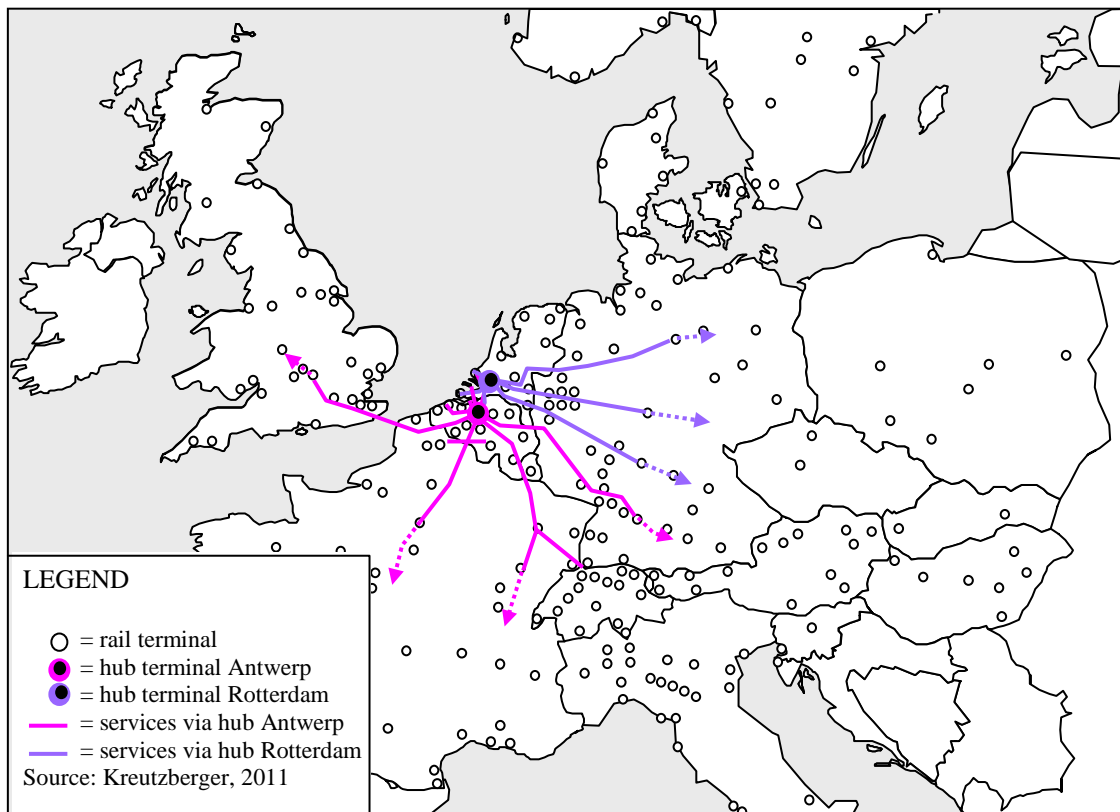 LEGEND
= rail terminal
= hub terminal Antwerp
= hub terminal Rotterdam
= services via hub Antwerp
= services via hub Rotterdam
Source: Kreutzberger, 2011